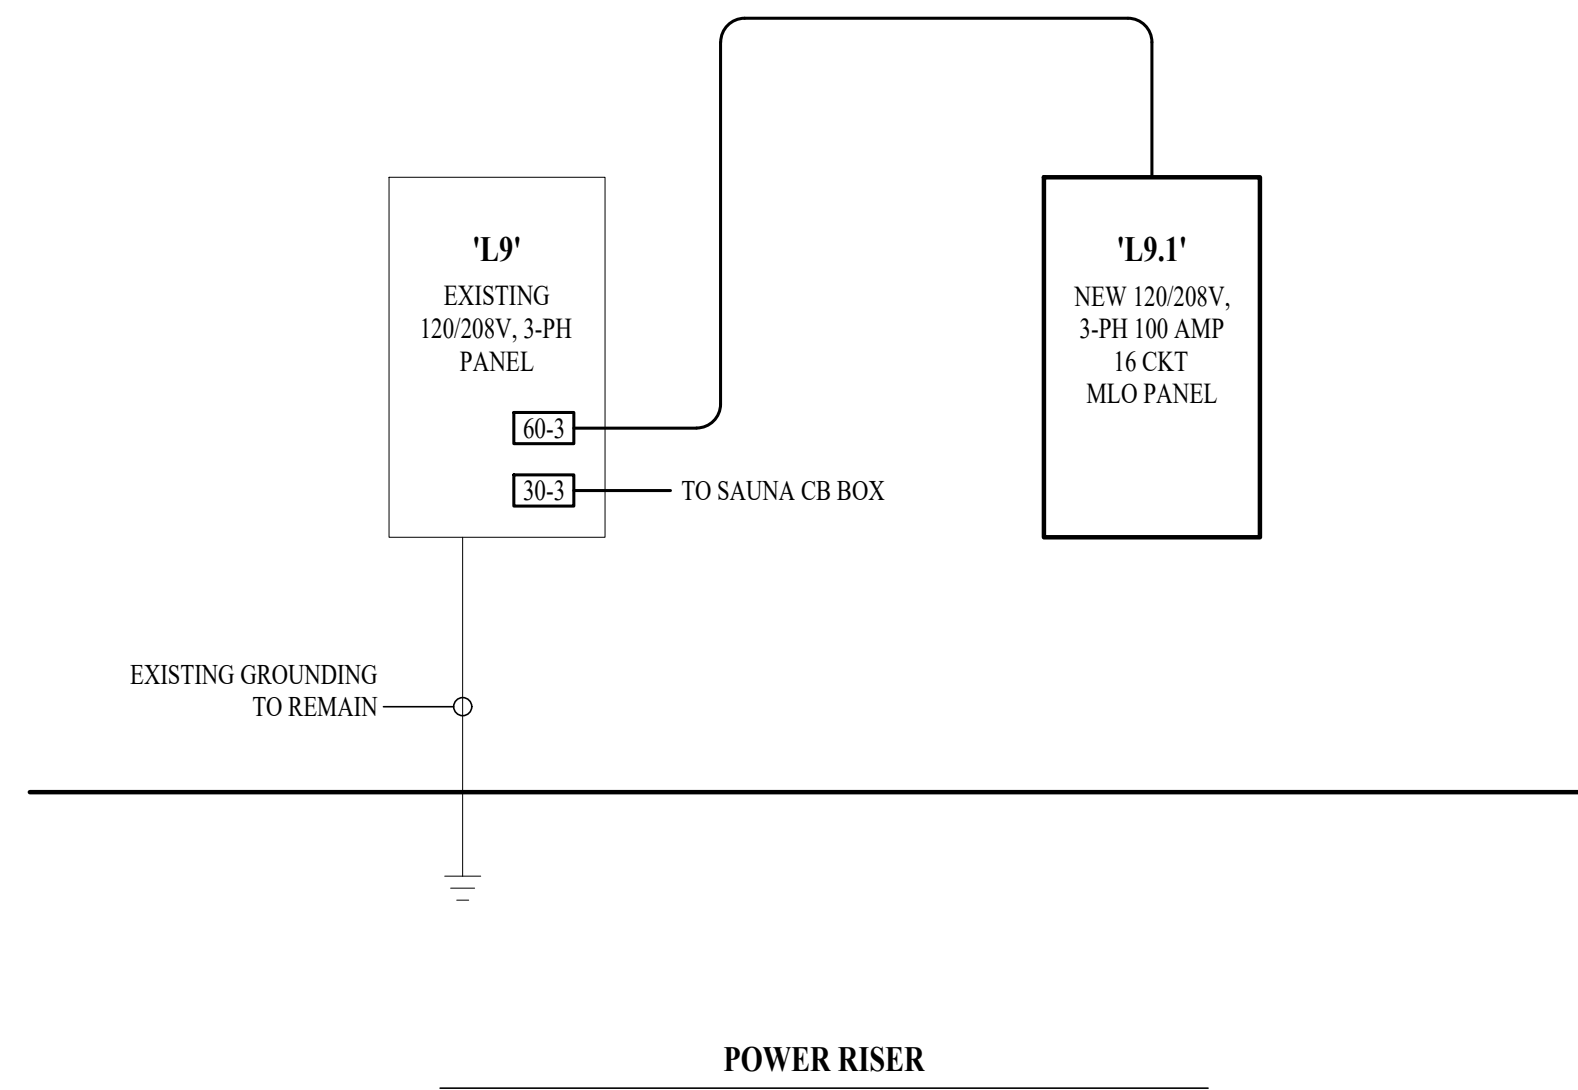 'L9'
EXISTING
120/208V, 3-PH
PANEL
60-3
30-3
TO SAUNA CB BOX
'L9.1'
NEW 120/208V,
3-PH 100 AMP
16 CKT
MLO PANEL
EXISTING GROUNDING
TO REMAIN
POWER RISER